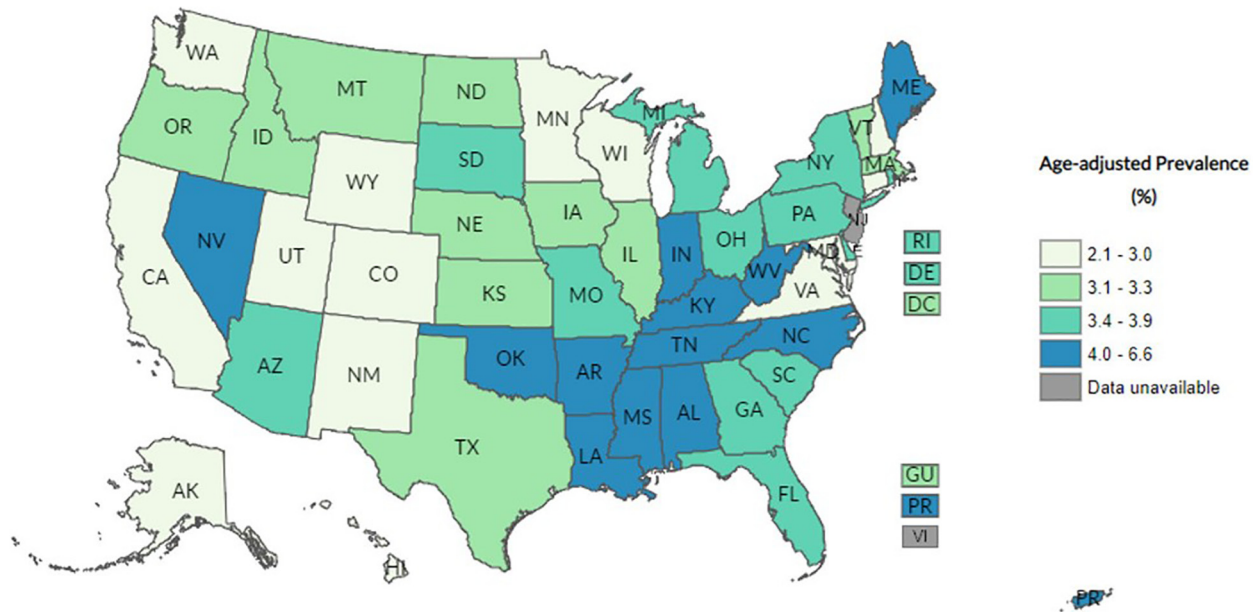 WA
ME
MT
ND
MN
VT
OR
ID
MI
WI
SD
MA
NY
WY
IA
NE
PA
NJ
NV
IL
IN
OH
RI
UT
CO
MD
E
WV
CA
VA
DE
KS
MO
KY
DC
NC
TN
OK
AZ
NM
AR
SC
MS
AL
GA
TX
LA
GU
AK
FL
PR
VI
HI
PR
Age-adjusted Prevalence
(%)
2.1 - 3.0
3.1 - 3.3
3.4 - 3.9
4.0 - 6.6
Data unavailable